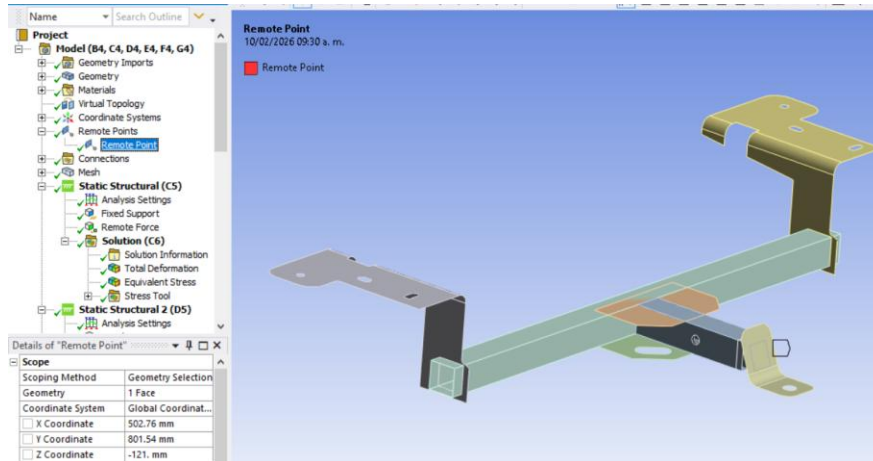 Name
Search Outline
Project
Model (B4, C4, D4, E4, F4, G4)
Geometry Imports
Geometry
Materials
Virtual Topology
Coordinate Systems
Remote Points
Remote Point
Connections
Mesh
Static Structural (C5)
Analysis Settings
Fixed Support
Remote Force
Solution (C6)
Solution Information
Total Deformation
Equivalent Stress
Stress Tool
Static Structural 2 (D5)
Analysis Settings
Details of "Remote Point"
Scope
Scoping Method Geometry Selection
Geometry 1 Face
Coordinate System Global Coordinat...
X Coordinate 502.76 mm
Y Coordinate 801.54 mm
Z Coordinate -121. mm
Remote Point
10/02/2026 09:30 a. m.
Remote Point